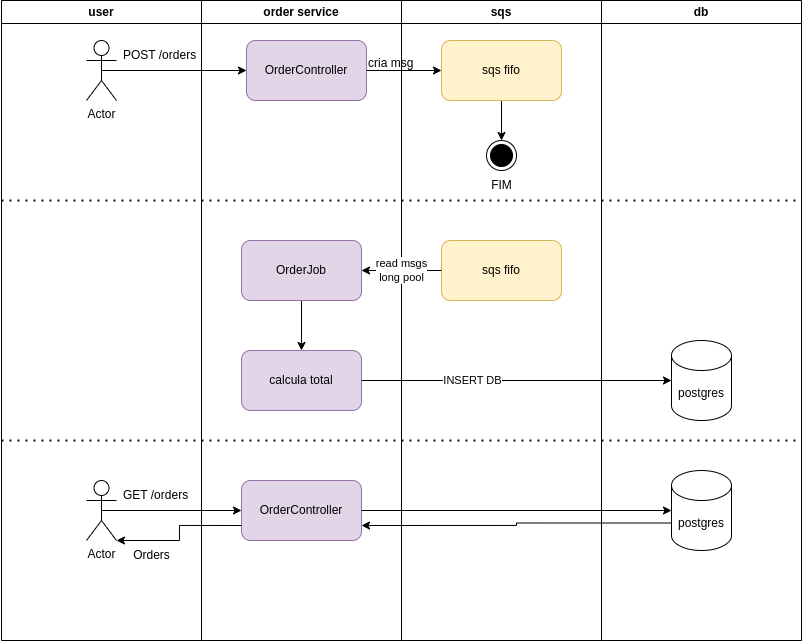 user
order service
sqs
db
POST /orders
OrderController
cria msg
sqs fifo
Actor
FIM
OrderJob
read msgs
long pool
sqs fifo
calcula total
INSERT DB
postgres
GET /orders
OrderController
postgres
Actor
Orders